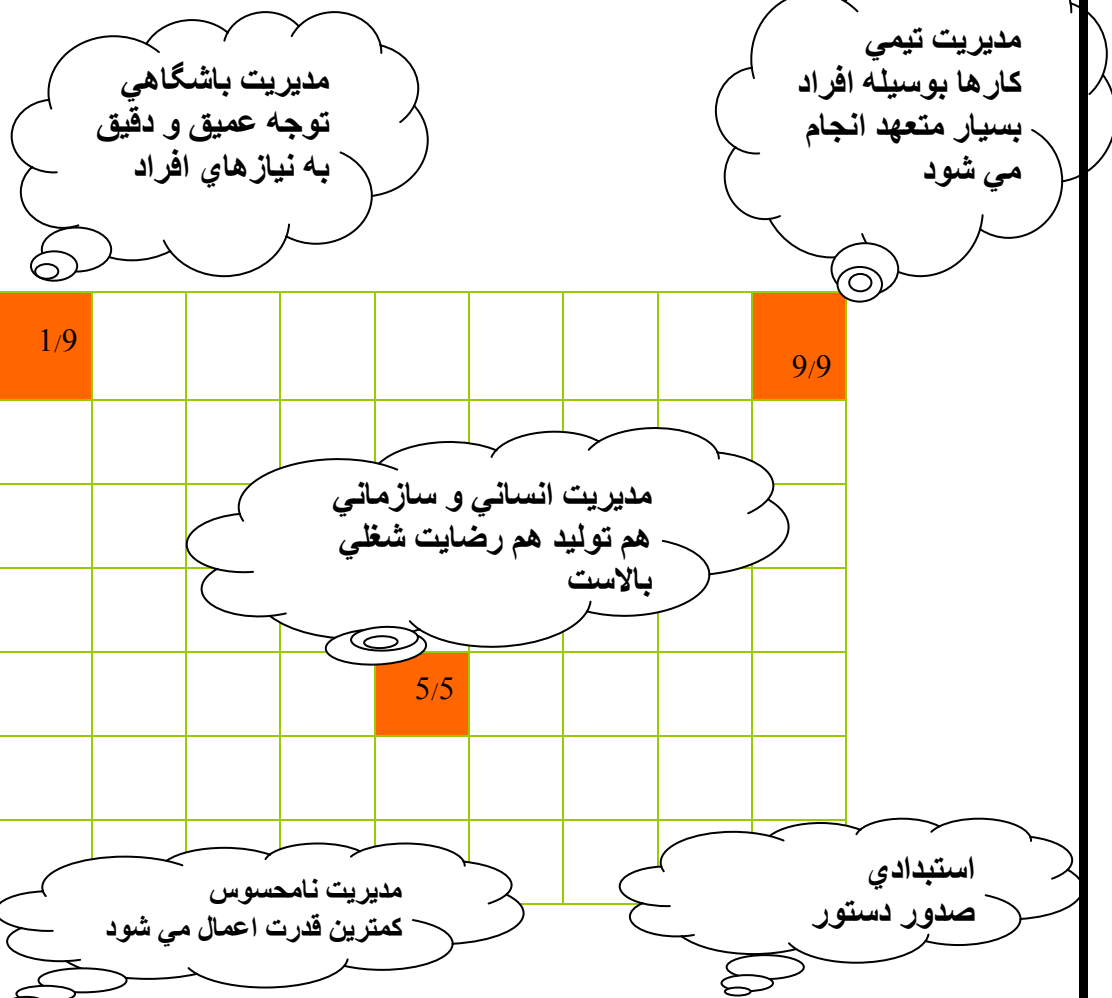 مديريت تيمي
كارها بوسيله افراد
بسيار متعهد انجام
مي شود
مديريت باشگاهي
توجه عميق و دقيق
به نيازهاي افراد
1/9
9/9
مديريت انساني و سازماني
هم توليد هم رضايت شغلي
بالاست
5/5
استبدادي
صدور دستور
مديريت نامحسوس
كمترين قدرت اعمال مي شود